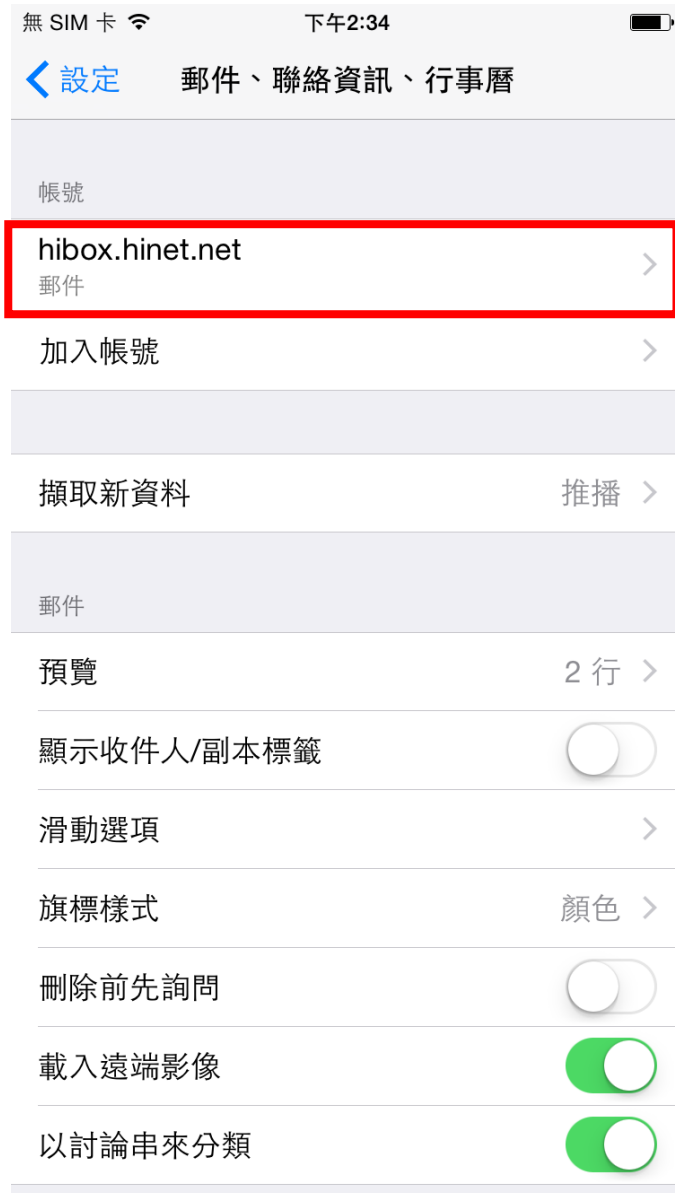 無 SIM 卡 下午2:34
設定 郵件、聯絡資訊、行事曆
帳號
hibox.hinet.net
郵件
加入帳號
擷取新資料 推播
郵件
預覽 2 行
顯示收件人/副本標籤
滑動選項
旗標樣式 顏色
刪除前先詢問
載入遠端影像
以討論串來分類